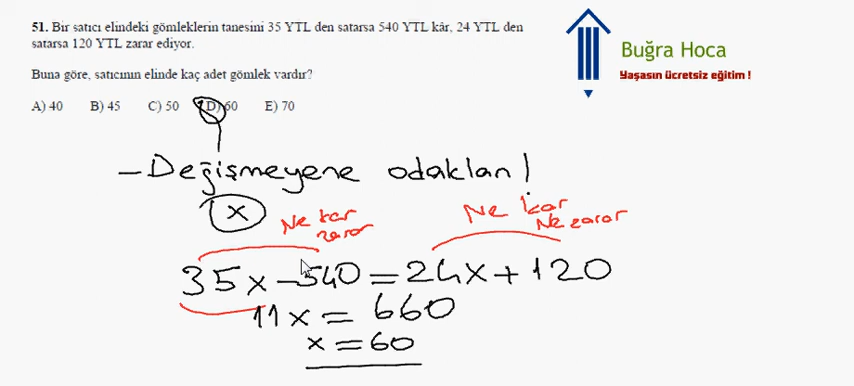 51. Bir satıcı elindeki gömleklerin tanesini 35 YTL den satarsa 540 YTL kâr, 24 YTL den
satarsa 120 YTL zarar ediyor.
Buğra Hoca
Yaşasın ücretsiz eğitim !
Buna göre, satıcının elinde kaç adet gömlek vardır?
A) 40 B) 45 C) 50 D) 60 E) 70
- Değişmeyene odaklan!
x
Ne kar
zarar
Ne kar
Ne zarar
35x - 540 = 24x + 120
11x = 660
x = 60